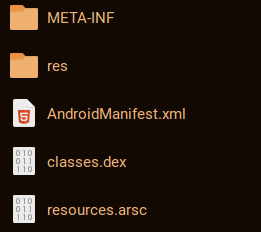 META-INF
res
AndroidManifest.xml
classes.dex
resources.arsc